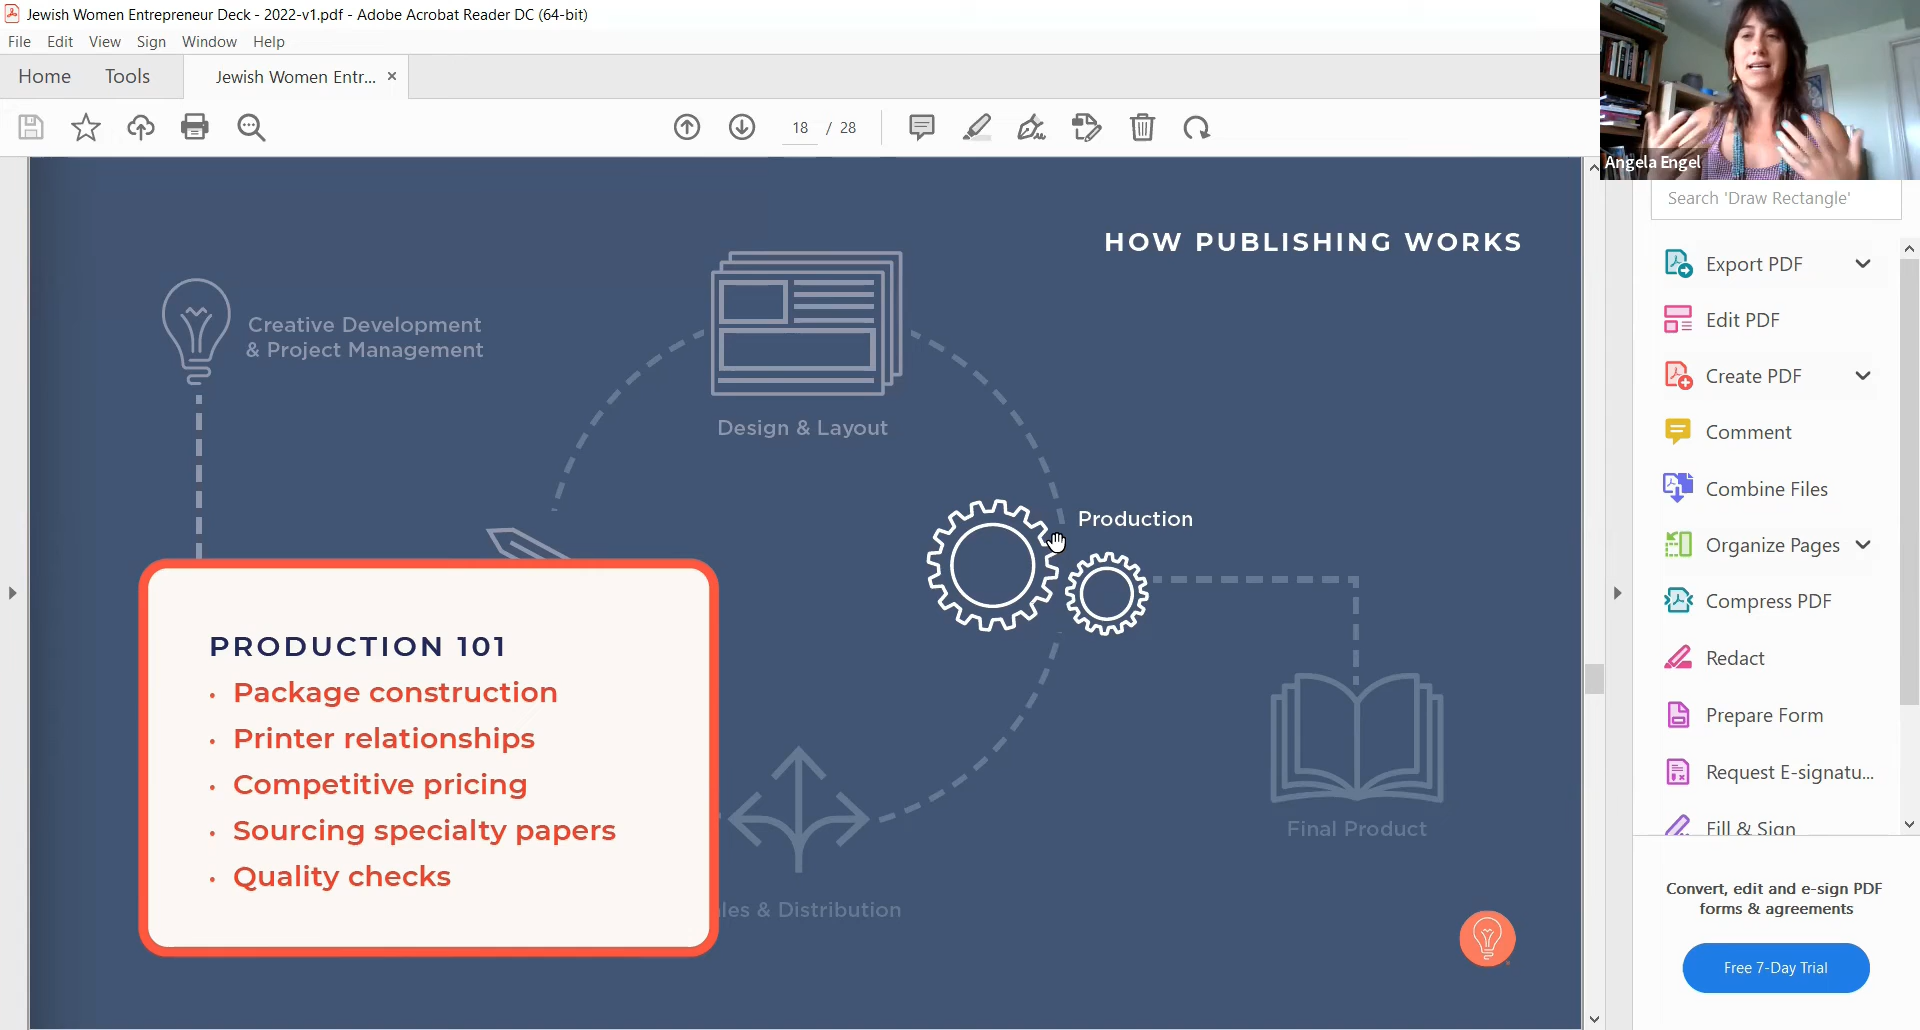 Jewish Women Entrepreneur Deck - 2022-v1.pdf - Adobe Acrobat Reader DC (64-bit)
File Edit View Sign Window Help
Home Tools Jewish Women Entr... ×
18 / 28
Angela Engel
Search 'Draw Rectangle'
HOW PUBLISHING WORKS
Creative Development
& Project Management
Design & Layout
Production
PRODUCTION 101
• Package construction
• Printer relationships
• Competitive pricing
• Sourcing specialty papers
• Quality checks
les & Distribution
Final Product
Export PDF
Edit PDF
Create PDF
Comment
Combine Files
Organize Pages
Compress PDF
Redact
Prepare Form
Request E-signatu...
Fill & Sign
Convert, edit and e-sign PDF
forms & agreements
Free 7-Day Trial